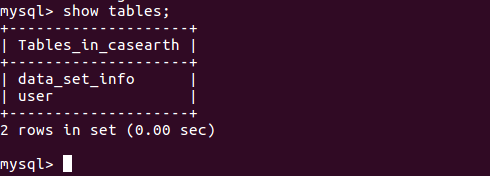 mysql> show tables;
+--------------------+
| Tables_in_casearth |
+--------------------+
| data_set_info      |
| user               |
+--------------------+
2 rows in set (0.00 sec)
mysql>